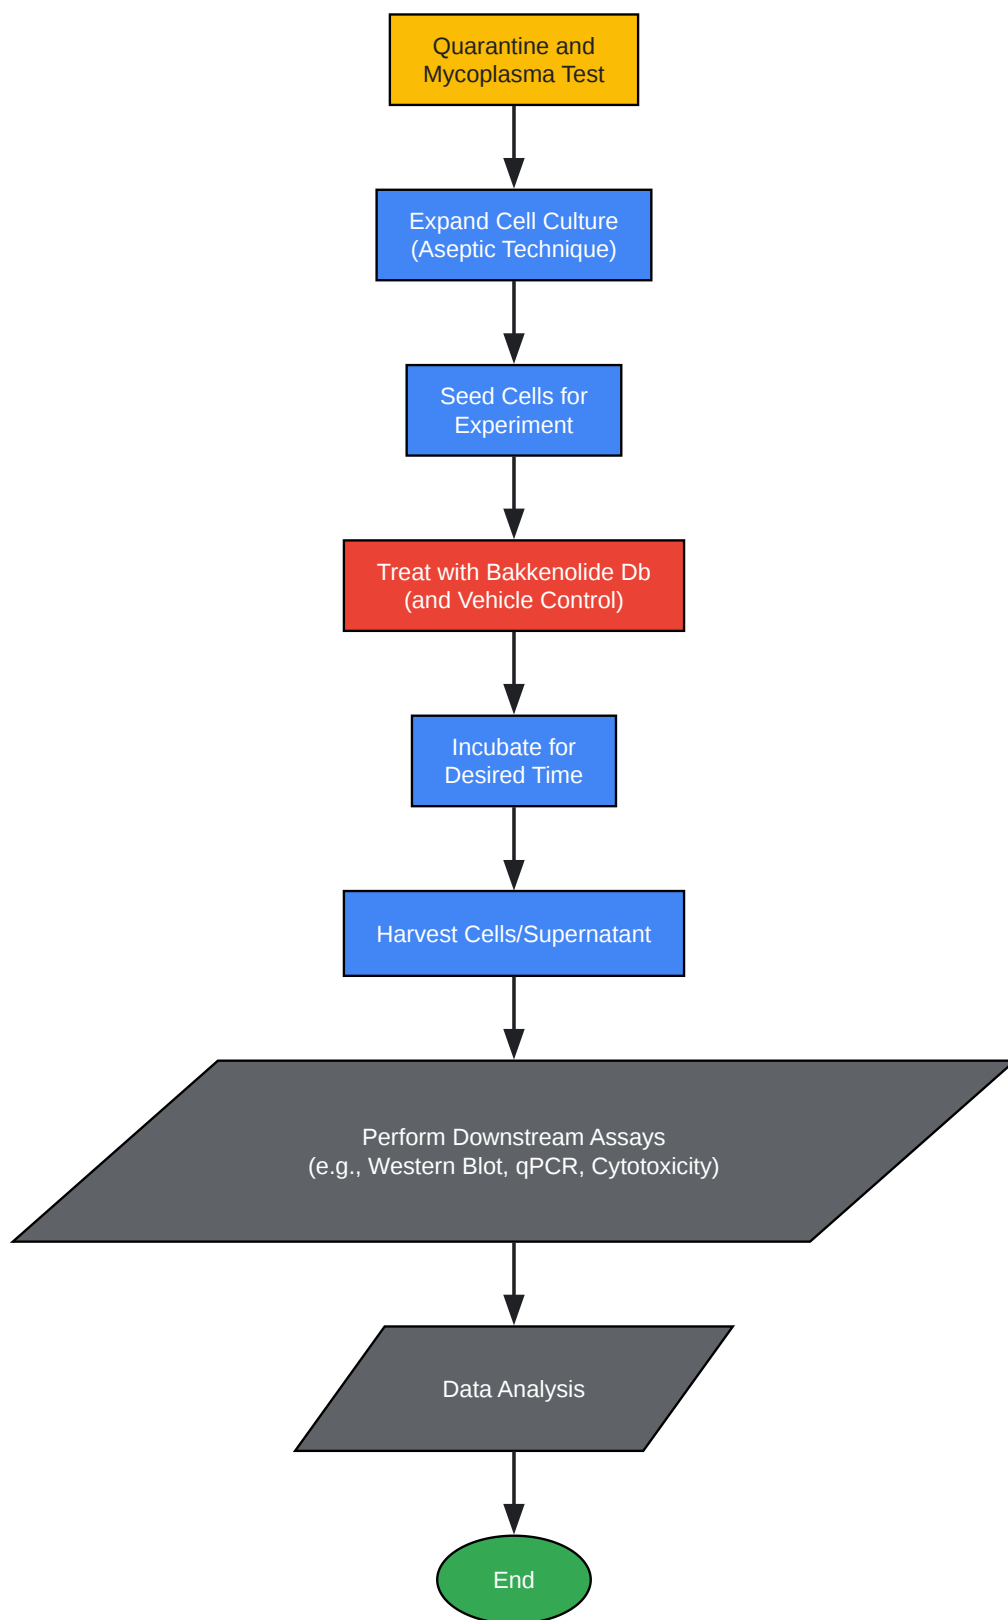 Quarantine and
Mycoplasma Test
Expand Cell Culture
(Aseptic Technique)
Seed Cells for
Experiment
Treat with Bakkenolide Db
(and Vehicle Control)
Incubate for
Desired Time
Harvest Cells/Supernatant
Perform Downstream Assays
(e.g., Western Blot, qPCR, Cytotoxicity)
Data Analysis
End